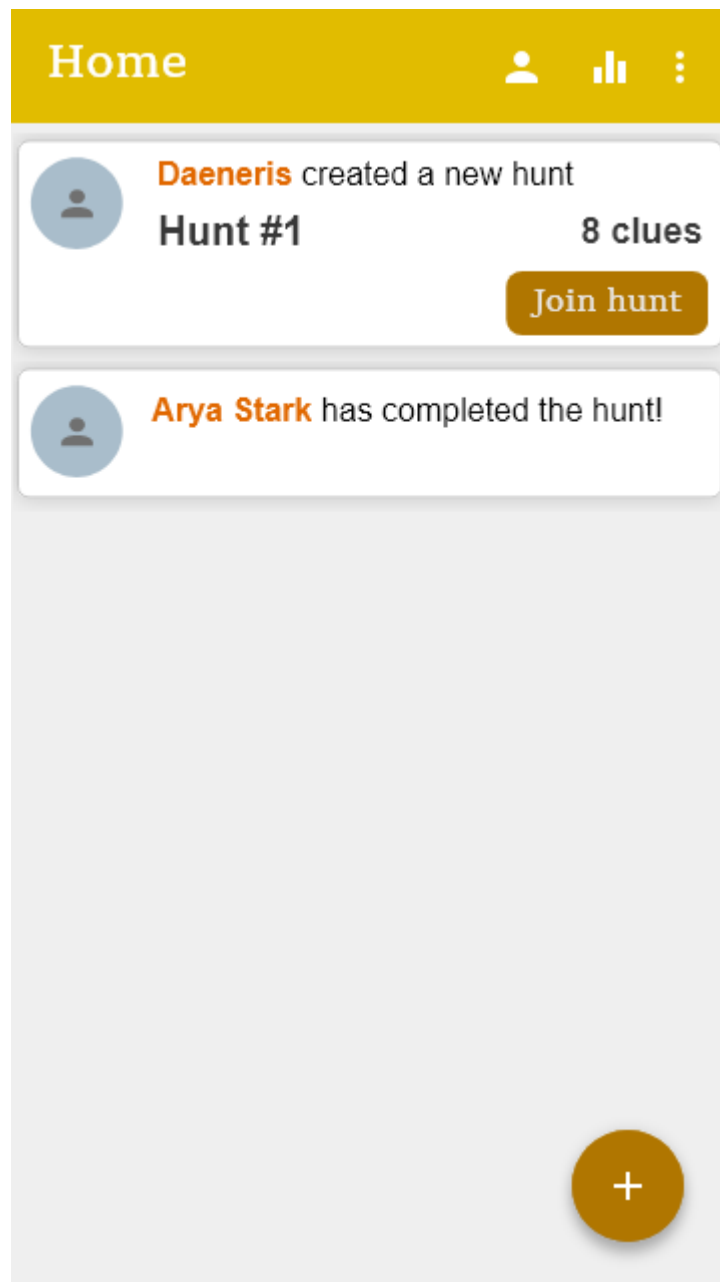 Home
Daeneris created a new hunt
Hunt #1 8 clues
Join hunt
Arya Stark has completed the hunt!
+